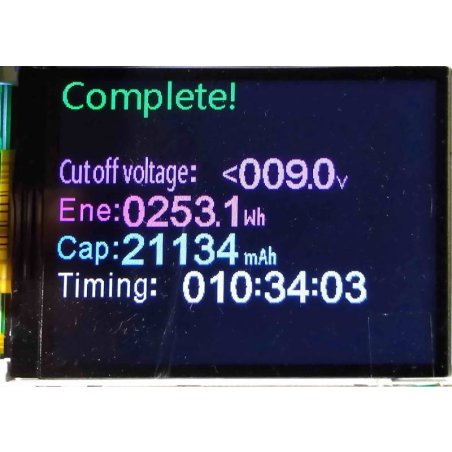 Complete!
Cutoff voltage: <009.0v
Ene:0253.1Wh
Cap:21134mAh
Timing: 010:34:03